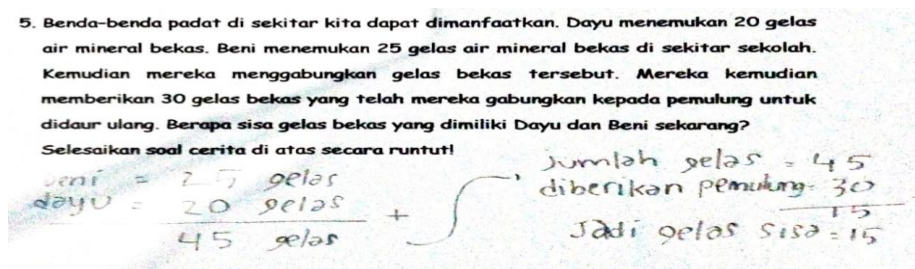 5. Benda-benda padat di sekitar kita dapat dimanfaatkan. Dayu menemukan 20 gelas
air mineral bekas. Beni menemukan 25 gelas air mineral bekas di sekitar sekolah.
Kemudian mereka menggabungkan gelas bekas tersebut. Mereka kemudian
memberikan 30 gelas bekas yang telah mereka gabungkan kepada pemulung untuk
didaur ulang. Berapa sisa gelas bekas yang dimiliki Dayu dan Beni sekarang?
Selesaikan soal cerita di atas secara runtut!
beni = 25 gelas
dayu = 20 gelas +
45 gelas
Jumlah gelas = 45
diberikan pemulung = 30
15
Jadi gelas sisa = 15